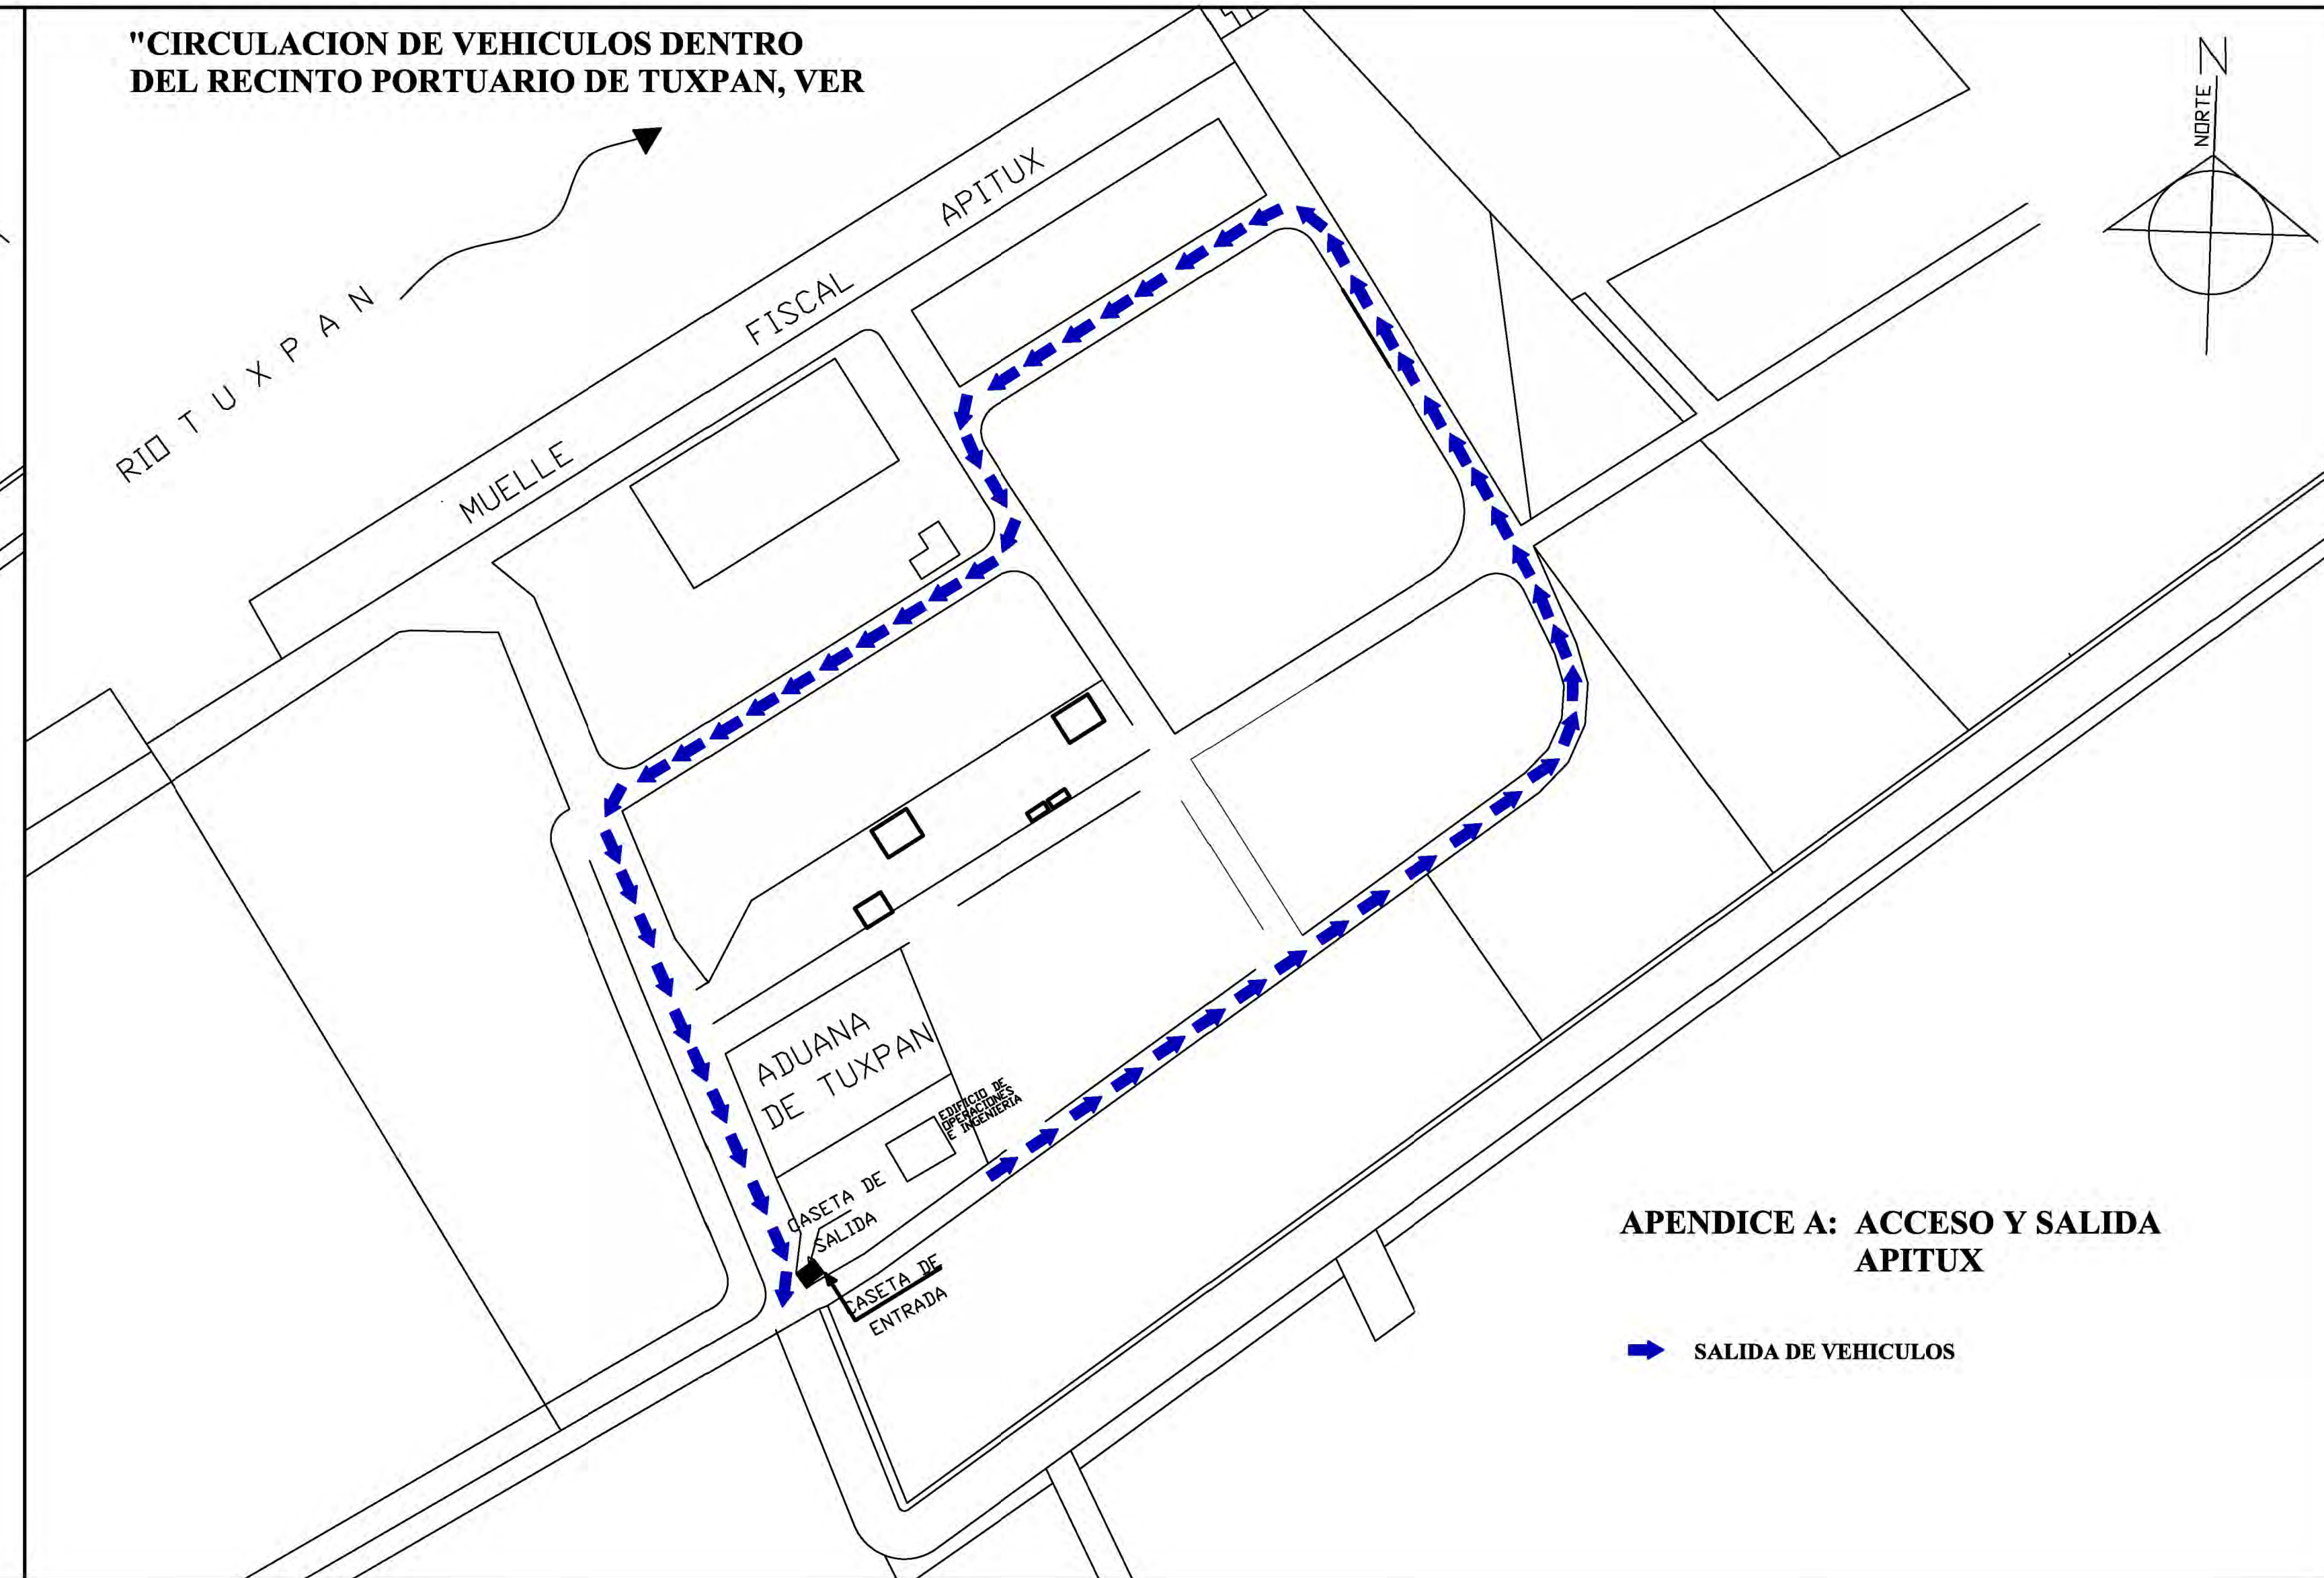 "CIRCULACION DE VEHICULOS DENTRO
DEL RECINTO PORTUARIO DE TUXPAN, VER
N
NORTE
RIO TUXPAN
MUELLE FISCAL APITUX
ADUANA
DE TUXPAN
EDIFICIO DE
OPERACIONES
E INGENIERIA
CASETA DE
SALIDA
CASETA DE
ENTRADA
APENDICE A: ACCESO Y SALIDA
APITUX
SALIDA DE VEHICULOS